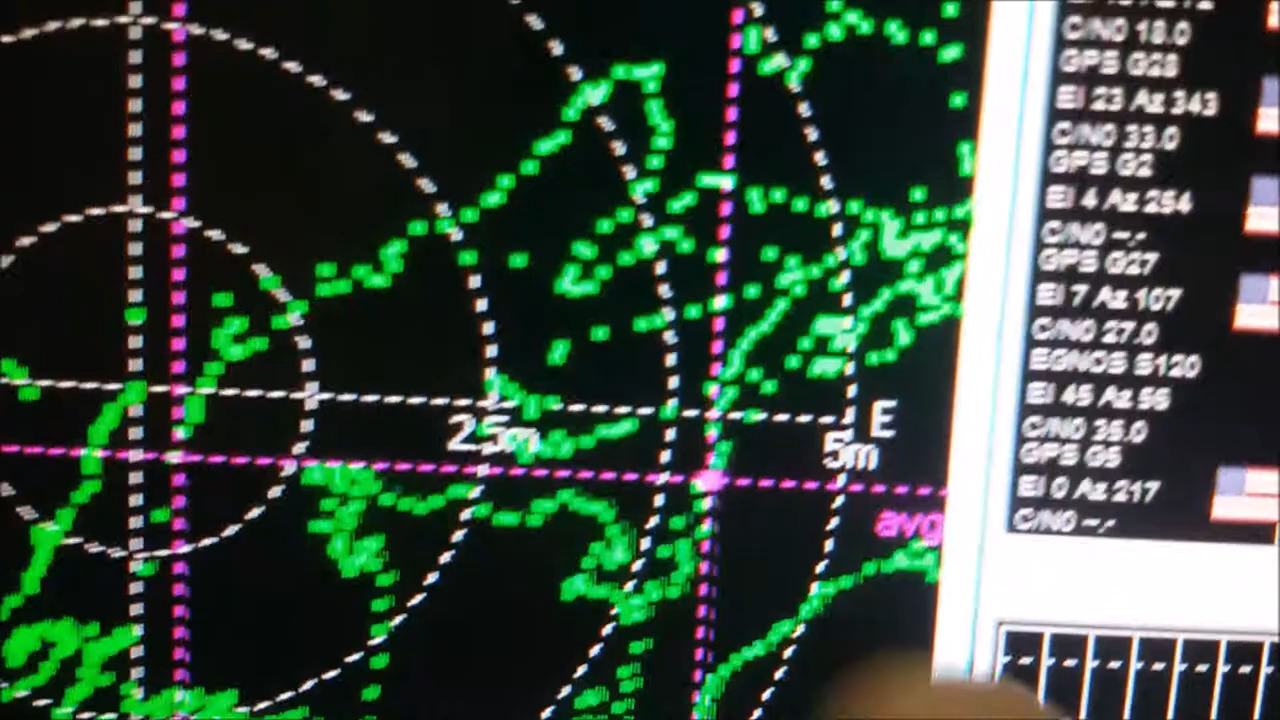 C/N0 18.0
GPS G28
El 23 Az 343
C/N0 33.0
GPS G2
El 4 Az 254
C/N0 --.-
GPS G27
El 7 Az 107
C/N0 27.0
EGNOS S120
El 45 Az 56
C/N0 36.0
GPS G5
El 0 Az 217
C/N0 --.-
E
2.5m
5m
avg